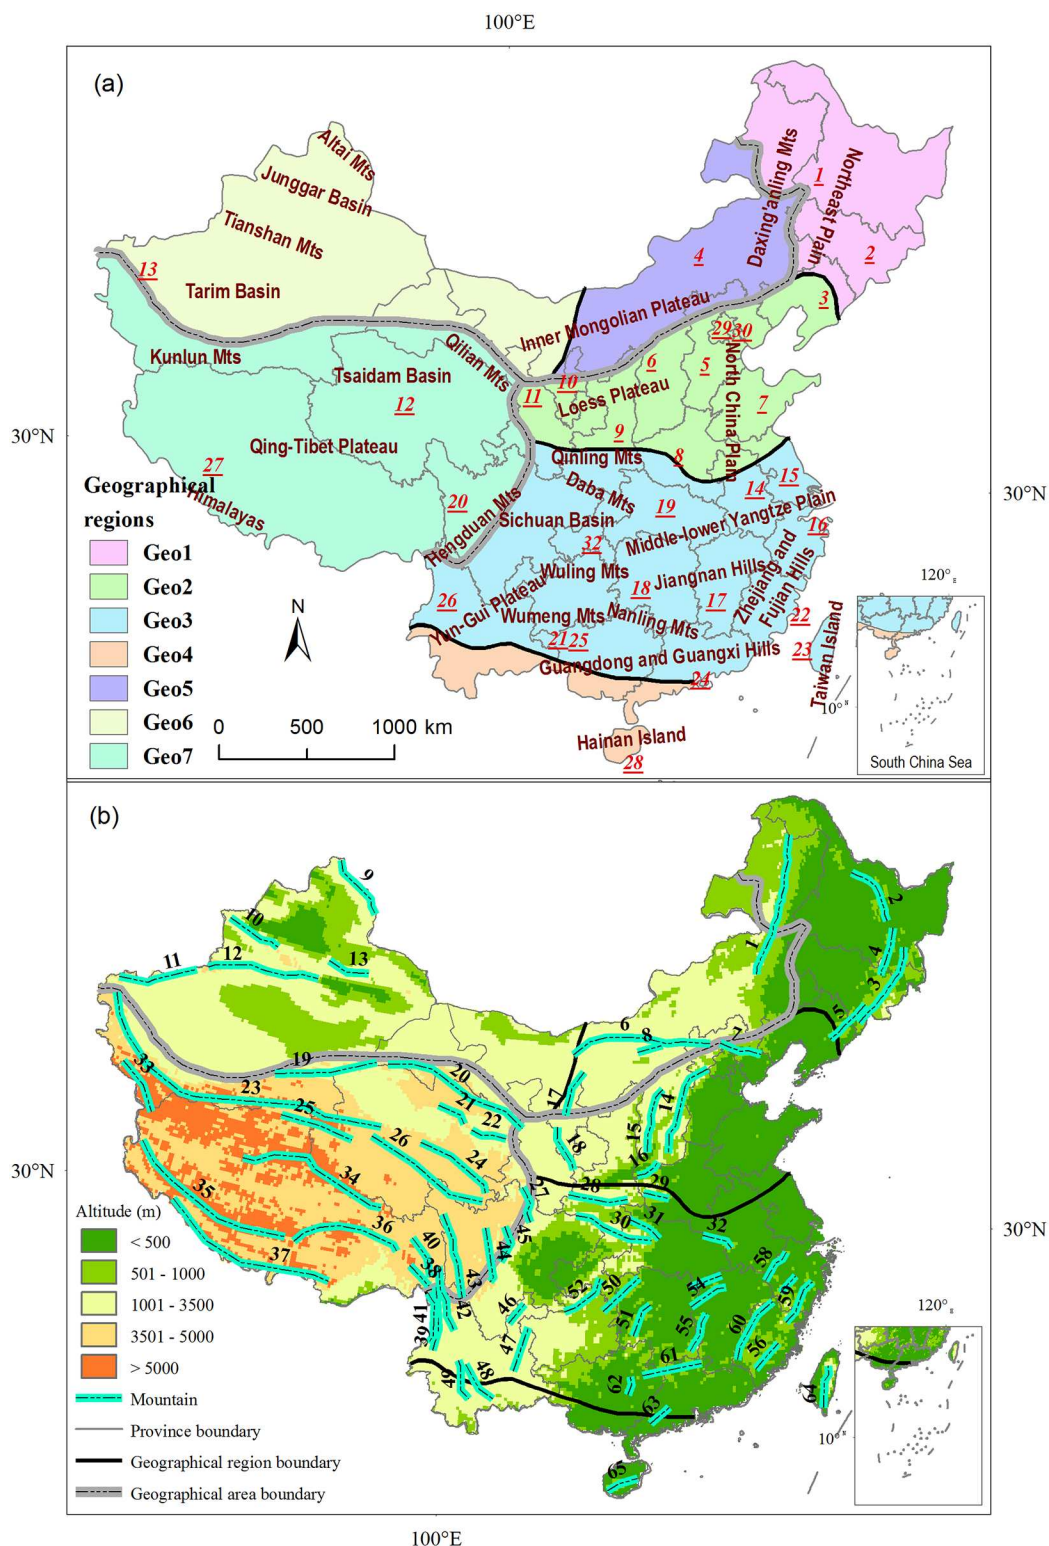 100°E
(a)
Altai Mts
Junggar Basin
Tianshan Mts
13
Tarim Basin
Kunlun Mts
Daxing'anling Mts
1
Northeast Plain
2
4
3
Inner Mongolian Plateau
29
30
Qilian Mts
Tsaidam Basin
12
10
11
6
5
Loess Plateau
North China Plain
7
30°N
Qing-Tibet Plateau
9
8
Qinling Mts
27
Himalayas
20
Hengduan Mts
Daba Mts
19
14
15
30°N
Sichuan Basin
Middle-lower Yangtze Plain
16
32
Wuling Mts
Jiangnan Hills
Zhejiang and
Fujian Hills
26
Yun-Gui Plateau
18
17
Wumeng Mts
Nanling Mts
22
21
25
23
Taiwan Island
Guangdong and Guangxi Hills
24
Hainan Island
28
Geographical
regions
Geo1
Geo2
Geo3
Geo4
Geo5
Geo6
Geo7
N
0 500 1000 km
120°E
10°N
South China Sea
(b)
9
10
11
12
13
1
2
4
3
5
6
8
7
19
20
33
23
25
21
22
17
14
15
18
16
26
24
34
35
36
37
27
28
29
30
31
32
40
38
43
44
45
41
39
42
46
47
52
50
51
54
55
58
59
60
56
61
62
49
48
63
64
65
30°N
30°N
Altitude (m)
< 500
501 - 1000
1001 - 3500
3501 - 5000
> 5000
Mountain
Province boundary
Geographical region boundary
Geographical area boundary
120°E
10°N
100°E